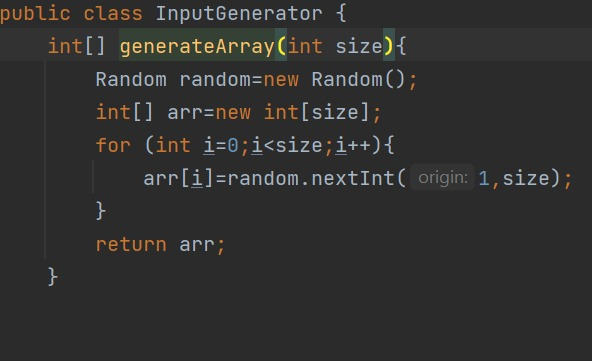 public class InputGenerator {
int[] generateArray(int size){
Random random=new Random();
int[] arr=new int[size];
for (int i=0;i<size;i++){
arr[i]=random.nextInt( origin: 1,size);
}
return arr;
}